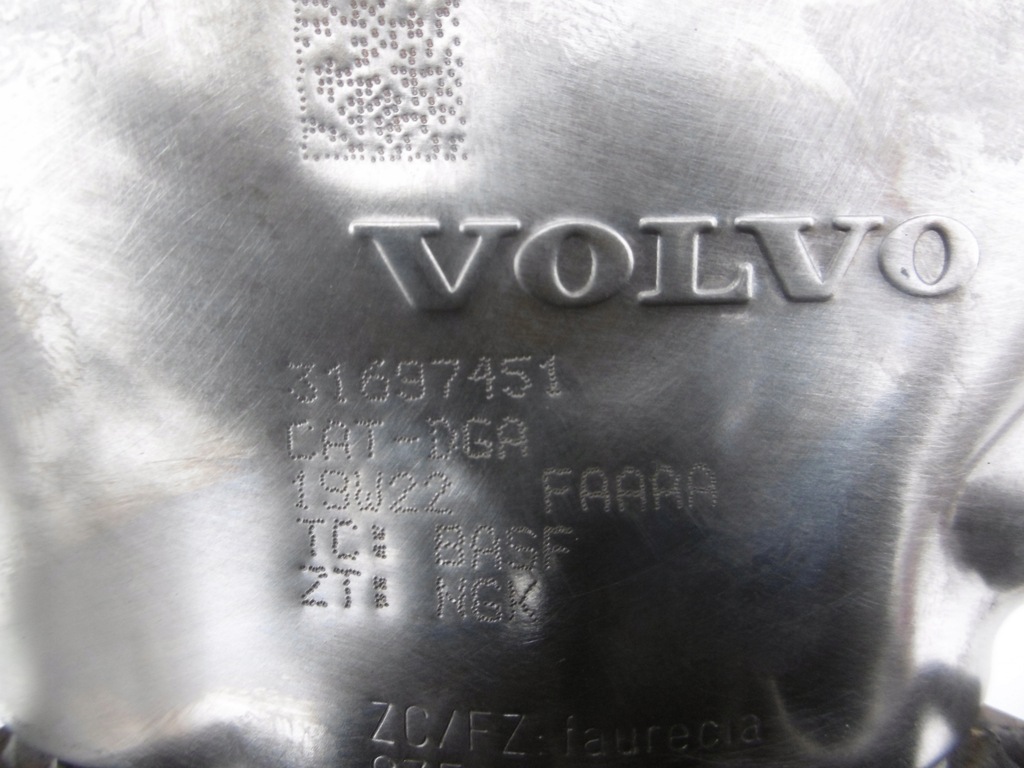 VOLVO
31697451
CAT-DGA
19W22 FAAAA
TC: BASF
ZT: NGK
ZC/FZ: faurecia